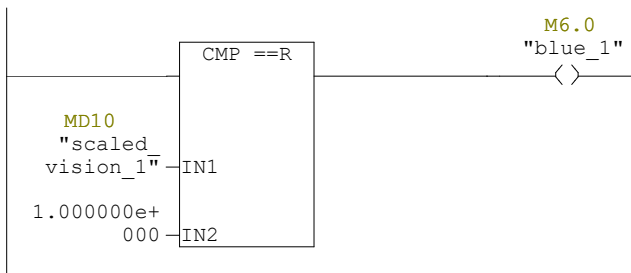 M6.0
CMP ==R
"blue_1"
MD10
"scaled_
vision_1"
IN1
1.000000e+
000
IN2